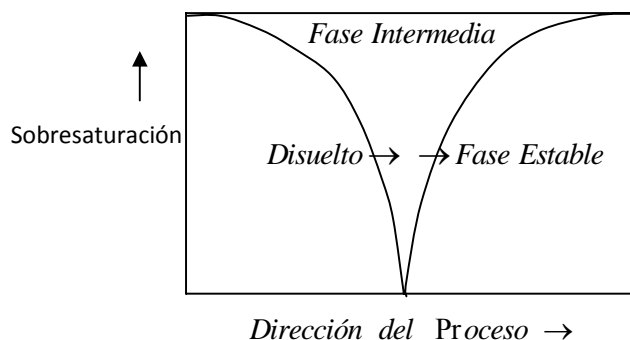 Fase Intermedia
Sobresaturación
Disuelto → → Fase Estable
Dirección del Proceso →